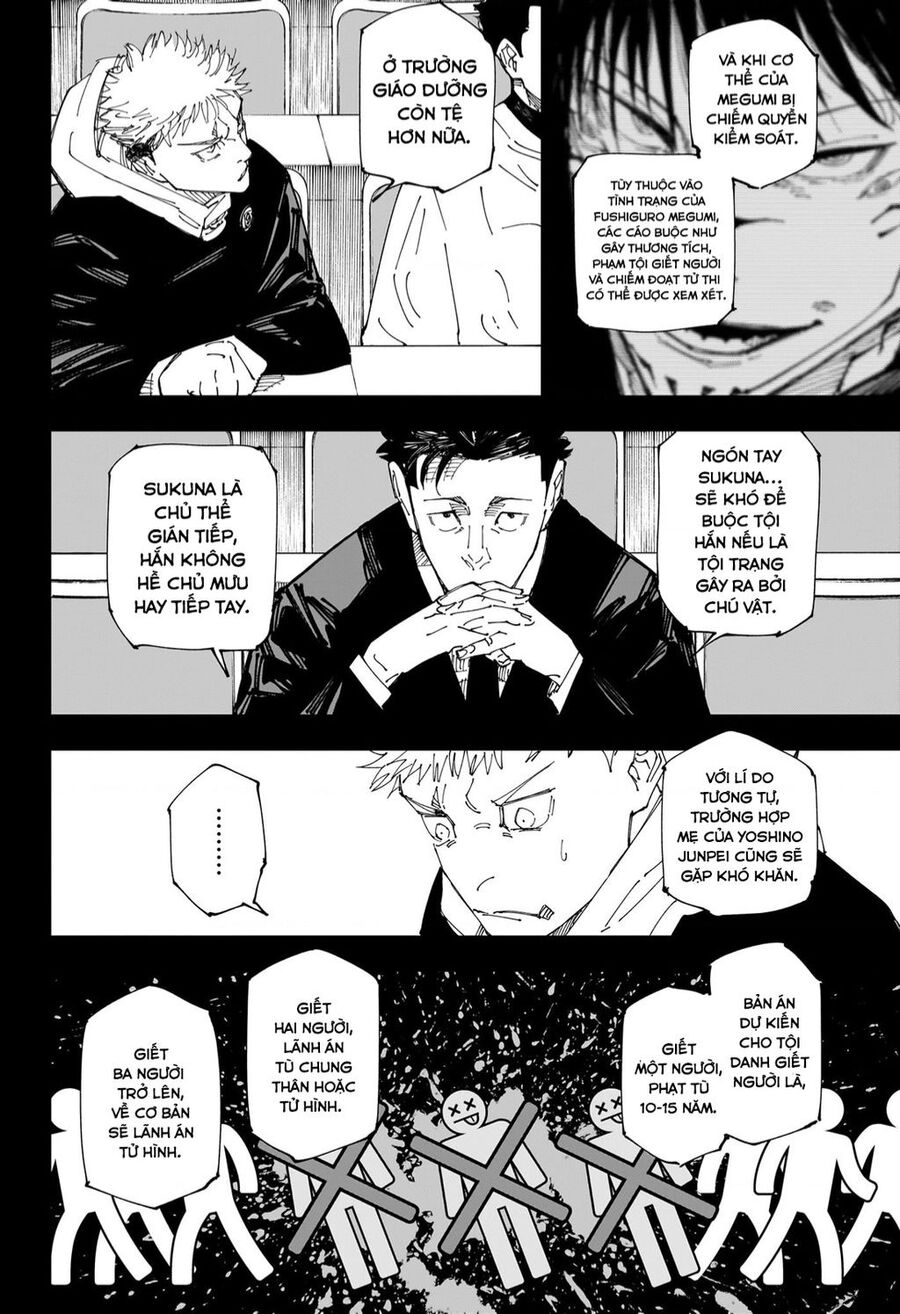 VÀ KHI CƠ
THỂ CỦA
MEGUMI BỊ
CHIẾM QUYỀN
KIỂM SOÁT.
TÙY THUỘC VÀO
TÌNH TRẠNG CỦA
FUSHIGURO MEGUMI,
CÁC CÁO BUỘC NHƯ
GÂY THƯƠNG TÍCH,
PHẠM TỘI GIẾT NGƯỜI
VÀ CHIẾM ĐOẠT TỬ THI
CÓ THỂ ĐƯỢC XEM XÉT.
Ở TRƯỜNG
GIÁO DƯỠNG
CÒN TỆ
HƠN NỮA.
NGÓN TAY
SUKUNA...
SẼ KHÓ ĐỂ
BUỘC TỘI
HẮN NẾU LÀ
TỘI TRẠNG
GÂY RA BỞI
CHÚ VẬT.
SUKUNA LÀ
CHỦ THỂ
GIÁN TIẾP,
HẮN KHÔNG
HỀ CHỦ MƯU
HAY TIẾP TAY.
VỚI LÍ DO
TƯƠNG TỰ,
TRƯỜNG HỢP
MẸ CỦA YOSHINO
JUNPEI CŨNG SẼ
GẶP KHÓ KHĂN.
........
BẢN ÁN
DỰ KIẾN
CHO TỘI
DANH GIẾT
NGƯỜI LÀ,
GIẾT
MỘT NGƯỜI,
PHẠT TÙ
10-15 NĂM.
GIẾT
HAI NGƯỜI,
LÃNH ÁN
TÙ CHUNG
THÂN HOẶC
TỬ HÌNH.
GIẾT
BA NGƯỜI
TRỞ LÊN,
VỀ CƠ BẢN
SẼ LÃNH ÁN
TỬ HÌNH.